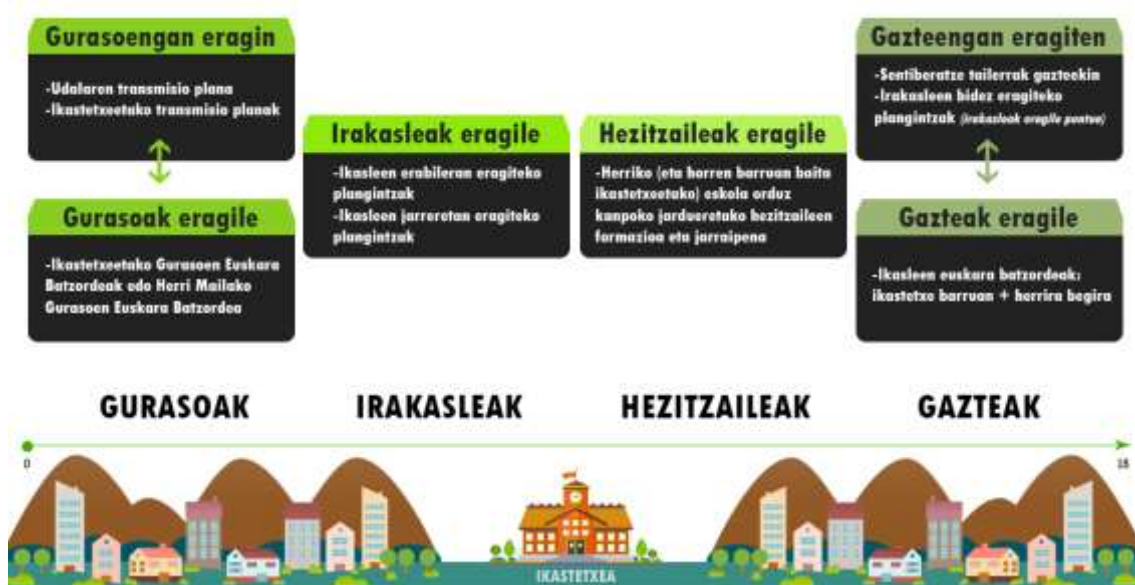 Gurasoengan eragin
-Udalaren transmisio plana
-Ikastetxeetako transmisio planak
Gurasoak eragile
-Ikastetxeetako Gurasoen Euskara
Batzordeak edo Herri Mailako
Gurasoen Euskara Batzordea
Irakasleak eragile
-Ikasleen erabileran eragiteko
plangintzak
-Ikasleen jarreretan eragiteko
plangintzak
Hezitzaileak eragile
-Herriko (eta horren barruan baita
ikastetxeetako) eskola orduz
kanpoko jardueretako hezitzaileen
formazioa eta jarraipena
Gazteengan eragiten
-Sentiberatze tailerrak gazteekin
-Irakasleen bidez eragiteko
plangintzak (irakasleak eragile puntua)
Gazteak eragile
-Ikasleen euskara batzordeak;
ikastetxe barruan + herrira begira
GURASOAK
IRAKASLEAK
HEZITZAILEAK
GAZTEAK
0
18
IKASTETXEA